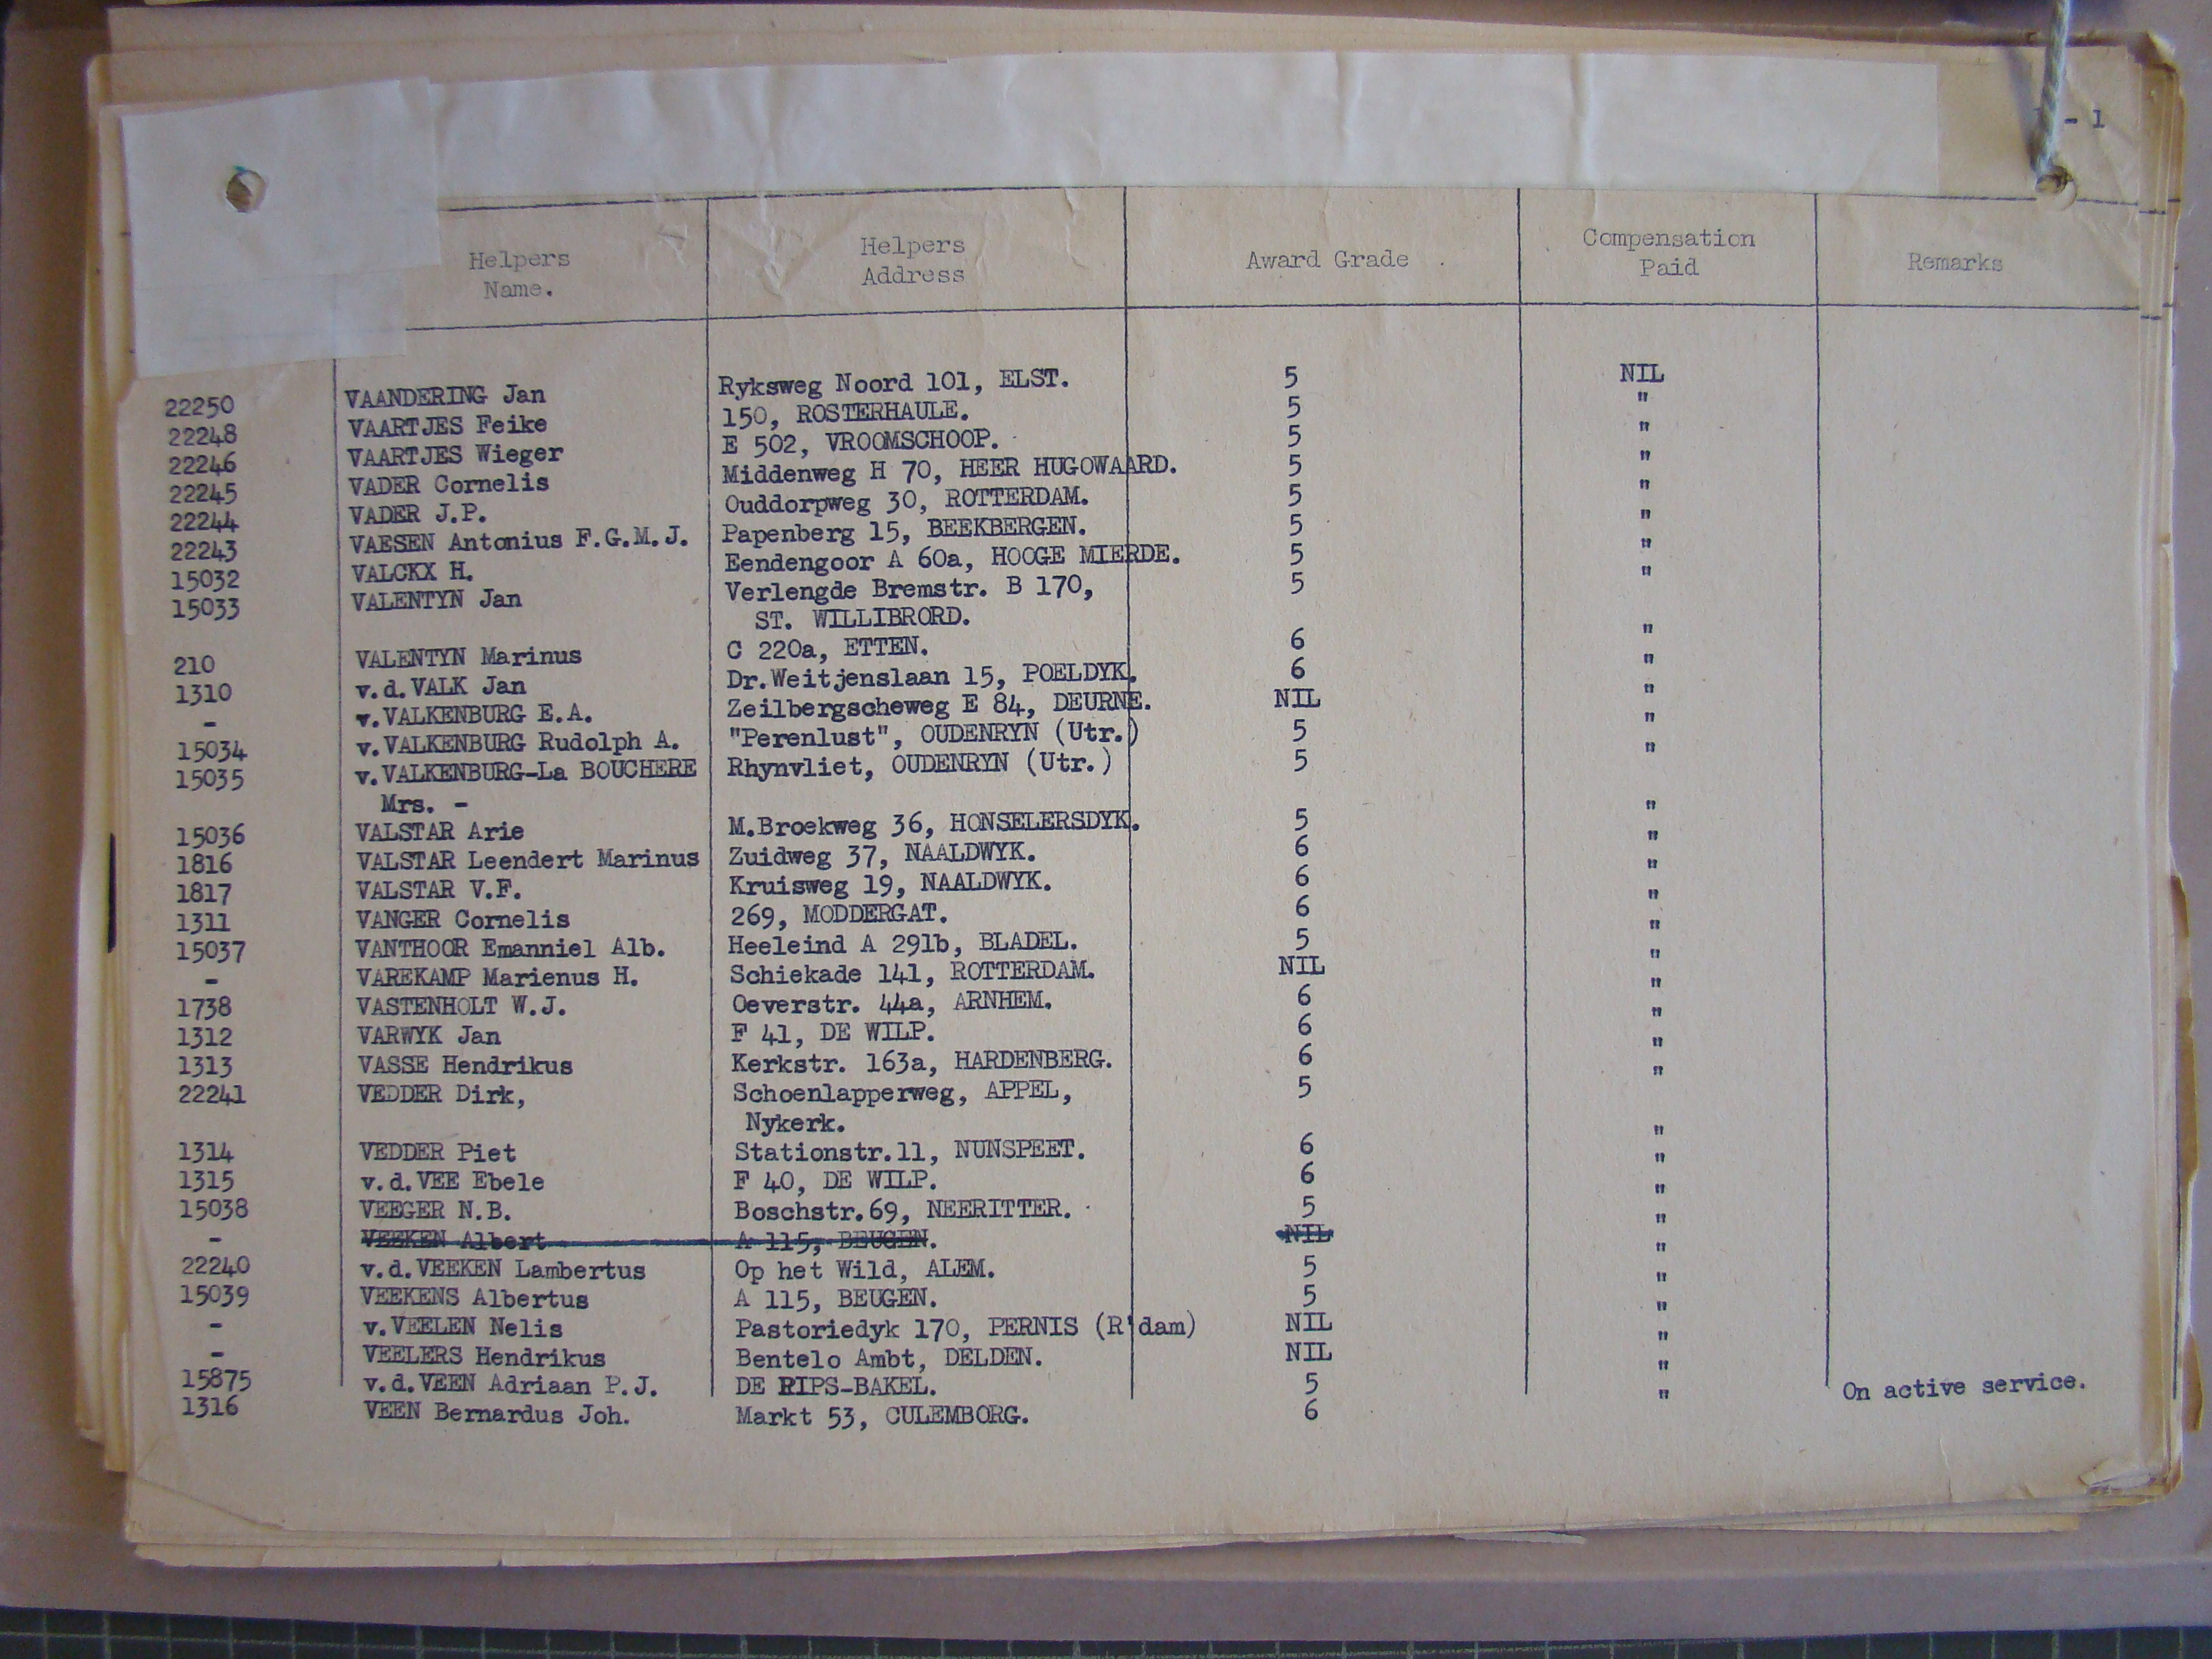 - 1
Helpers Name.
Helpers Address
Award Grade
Compensation Paid
Remarks
22250 VAANDERING Jan Ryksweg Noord 101, ELST. 5 NIL
22248 VAARTJES Feike 150, ROSTERHAULE. 5 "
22246 VAARTJES Wieger E 502, VROOMSCHOOP. 5 "
22245 VADER Cornelis Middenweg H 70, HEER HUGOWAARD. 5 "
22244 VADER J.P. Ouddorpweg 30, ROTTERDAM. 5 "
22243 VAESEN Antonius F.G.M.J. Papenberg 15, BEEKBERGEN. 5 "
15032 VALCKX H. Eendengoor A 60a, HOOGE MIERDE. 5 "
15033 VALENTYN Jan Verlengde Bremstr. B 170, 5 "
ST. WILLIBRORD.
210 VALENTYN Marinus C 220a, ETTEN. 6 "
1310 v.d.VALK Jan Dr.Weitjenslaan 15, POELDYK. 6 "
- v.VALKENBURG E.A. Zeilbergscheweg E 84, DEURNE. NIL "
15034 v.VALKENBURG Rudolph A. "Perenlust", OUDENRYN (Utr.) 5 "
15035 v.VALKENBURG-La BOUCHERE Rhynvliet, OUDENRYN (Utr.) 5 "
Mrs. -
15036 VALSTAR Arie M.Broekweg 36, HONSELERSDYK. 5 "
1816 VALSTAR Leendert Marinus Zuidweg 37, NAALDWYK. 6 "
1817 VALSTAR V.F. Kruisweg 19, NAALDWYK. 6 "
1311 VANGER Cornelis 269, MODDERGAT. 6 "
15037 VANTHOOR Emanniel Alb. Heeleind A 291b, BLADEL. 5 "
- VAREKAMP Marienus H. Schiekade 141, ROTTERDAM. NIL "
1738 VASTENHOLT W.J. Oeverstr. 44a, ARNHEM. 6 "
1312 VARWYK Jan F 41, DE WILP. 6 "
1313 VASSE Hendrikus Kerkstr. 163a, HARDENBERG. 6 "
22241 VEDDER Dirk, Schoenlapperweg, APPEL, 5 "
Nykerk.
1314 VEDDER Piet Stationstr.11, NUNSPEET. 6 "
1315 v.d.VEE Ebele F 40, DE WILP. 6 "
15038 VEEGER N.B. Boschstr.69, NEERITTER. 5 "
- VEEKEN Albert A 115, BEUGEN. NIL "
22240 v.d.VEEKEN Lambertus Op het Wild, ALEM. 5 "
15039 VEEKENS Albertus A 115, BEUGEN. 5 "
- v.VEELEN Nelis Pastoriedyk 170, PERNIS (R'dam) NIL "
- VEELERS Hendrikus Bentelo Ambt, DELDEN. NIL "
15875 v.d.VEEN Adriaan P.J. DE RIPS-BAKEL. 5 " On active service.
1316 VEEN Bernardus Joh. Markt 53, CULEMBORG. 6 "